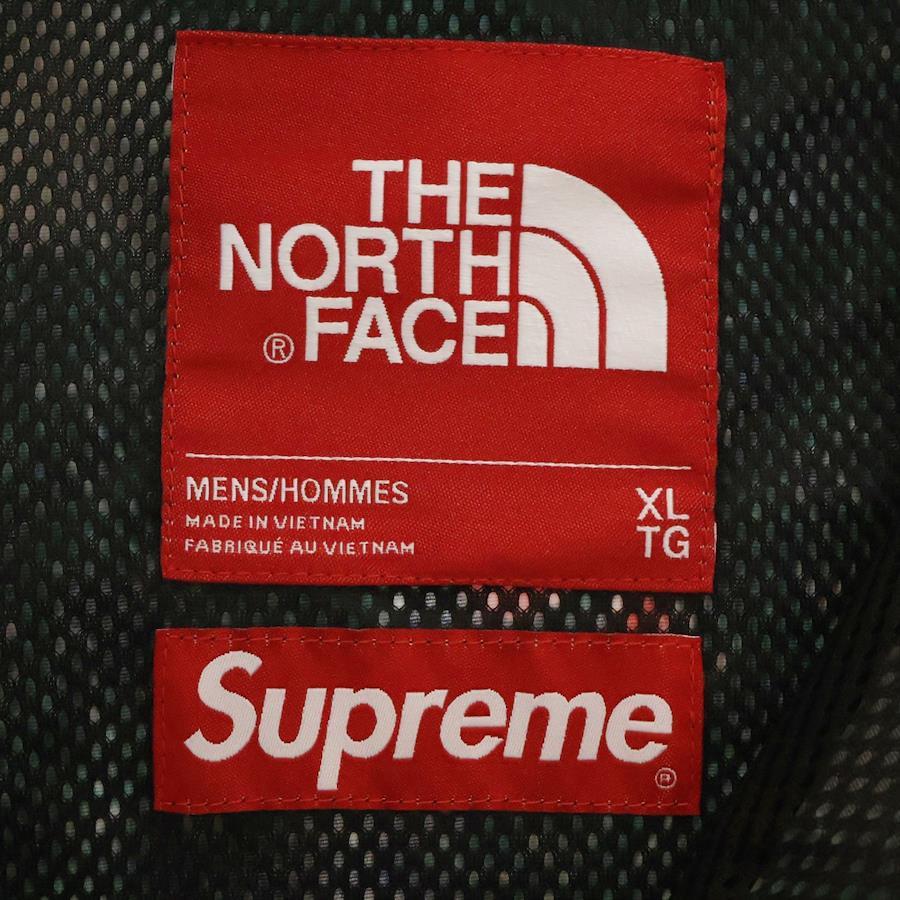 THE
NORTH
® FACE
MENS/HOMMES
MADE IN VIETNAM
FABRIQUÉ AU VIETNAM
XL
TG
Supreme
®